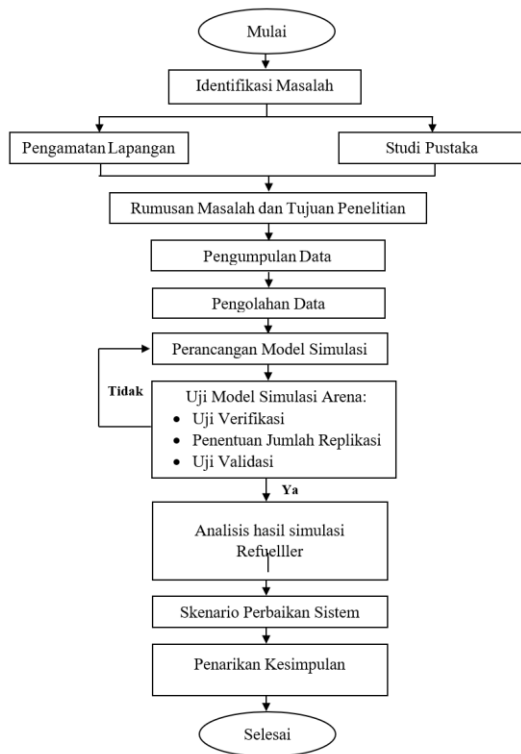 Mulai
Identifikasi Masalah
Pengamatan Lapangan
Studi Pustaka
Rumusan Masalah dan Tujuan Penelitian
Pengumpulan Data
Pengolahan Data
Perancangan Model Simulasi
Tidak
Uji Model Simulasi Arena:
• Uji Verifikasi
• Penentuan Jumlah Replikasi
• Uji Validasi
Ya
Analisis hasil simulasi
Refuelller
Skenario Perbaikan Sistem
Penarikan Kesimpulan
Selesai